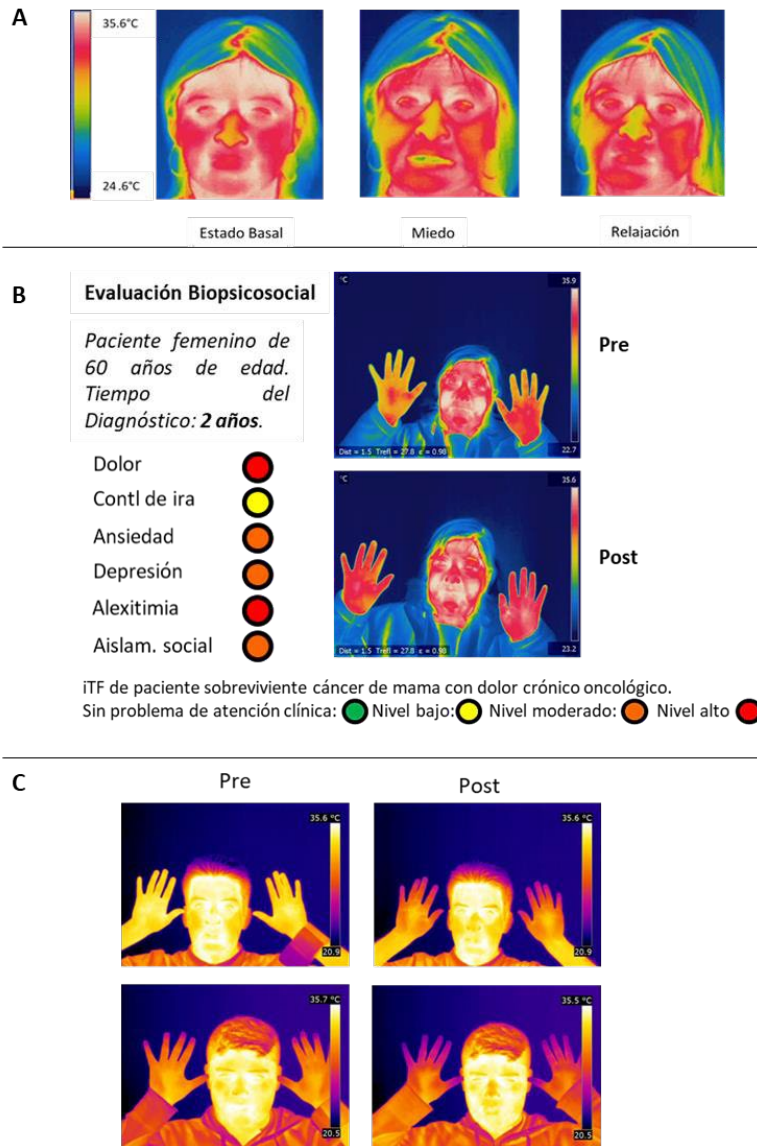 A
35.6°C
24.6°C
Estado Basal
Miedo
Relajación
B
Evaluación Biopsicosocial
Paciente femenino de
60 años de edad.
Tiempo del
Diagnóstico: 2 años.
Dolor
Contl de ira
Ansiedad
Depresión
Alexitimia
Aislam. social
°C
35.9
Dist = 1.5 Trefl = 27.8 ε = 0.98
22.7
Pre
°C
35.6
Dist = 1.5 Trefl = 27.8 ε = 0.98
23.2
Post
iTF de paciente sobreviviente cáncer de mama con dolor crónico oncológico.
Sin problema de atención clínica: Nivel bajo: Nivel moderado: Nivel alto
C
Pre
Post
35.6 °C
20.9
35.6 °C
20.9
35.7 °C
20.5
35.5 °C
20.5